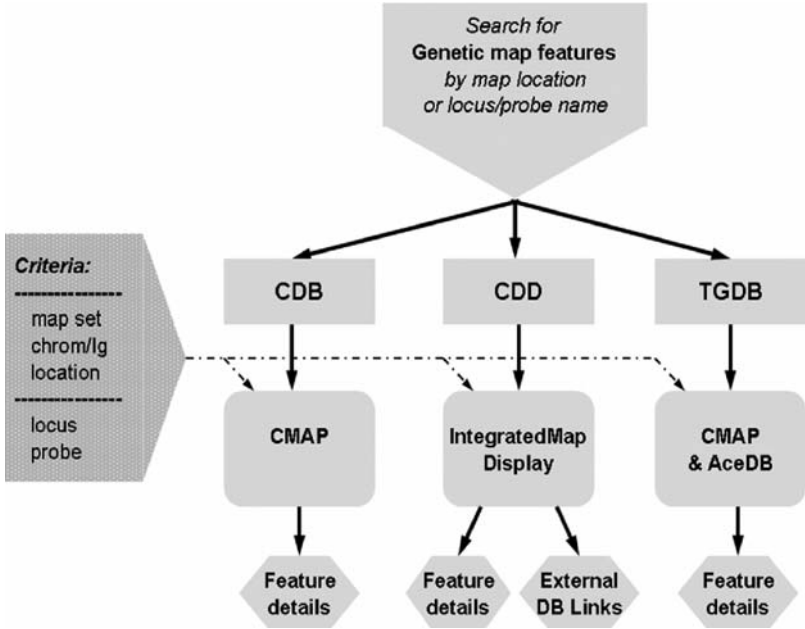 Search for
Genetic map features
by map location
or locus/probe name
Criteria:
--------------
map set
chrom/lg
location
--------------
locus
probe
CDB
CDD
TGDB
CMAP
IntegratedMap
Display
CMAP
& AceDB
Feature
details
Feature
details
External
DB Links
Feature
details